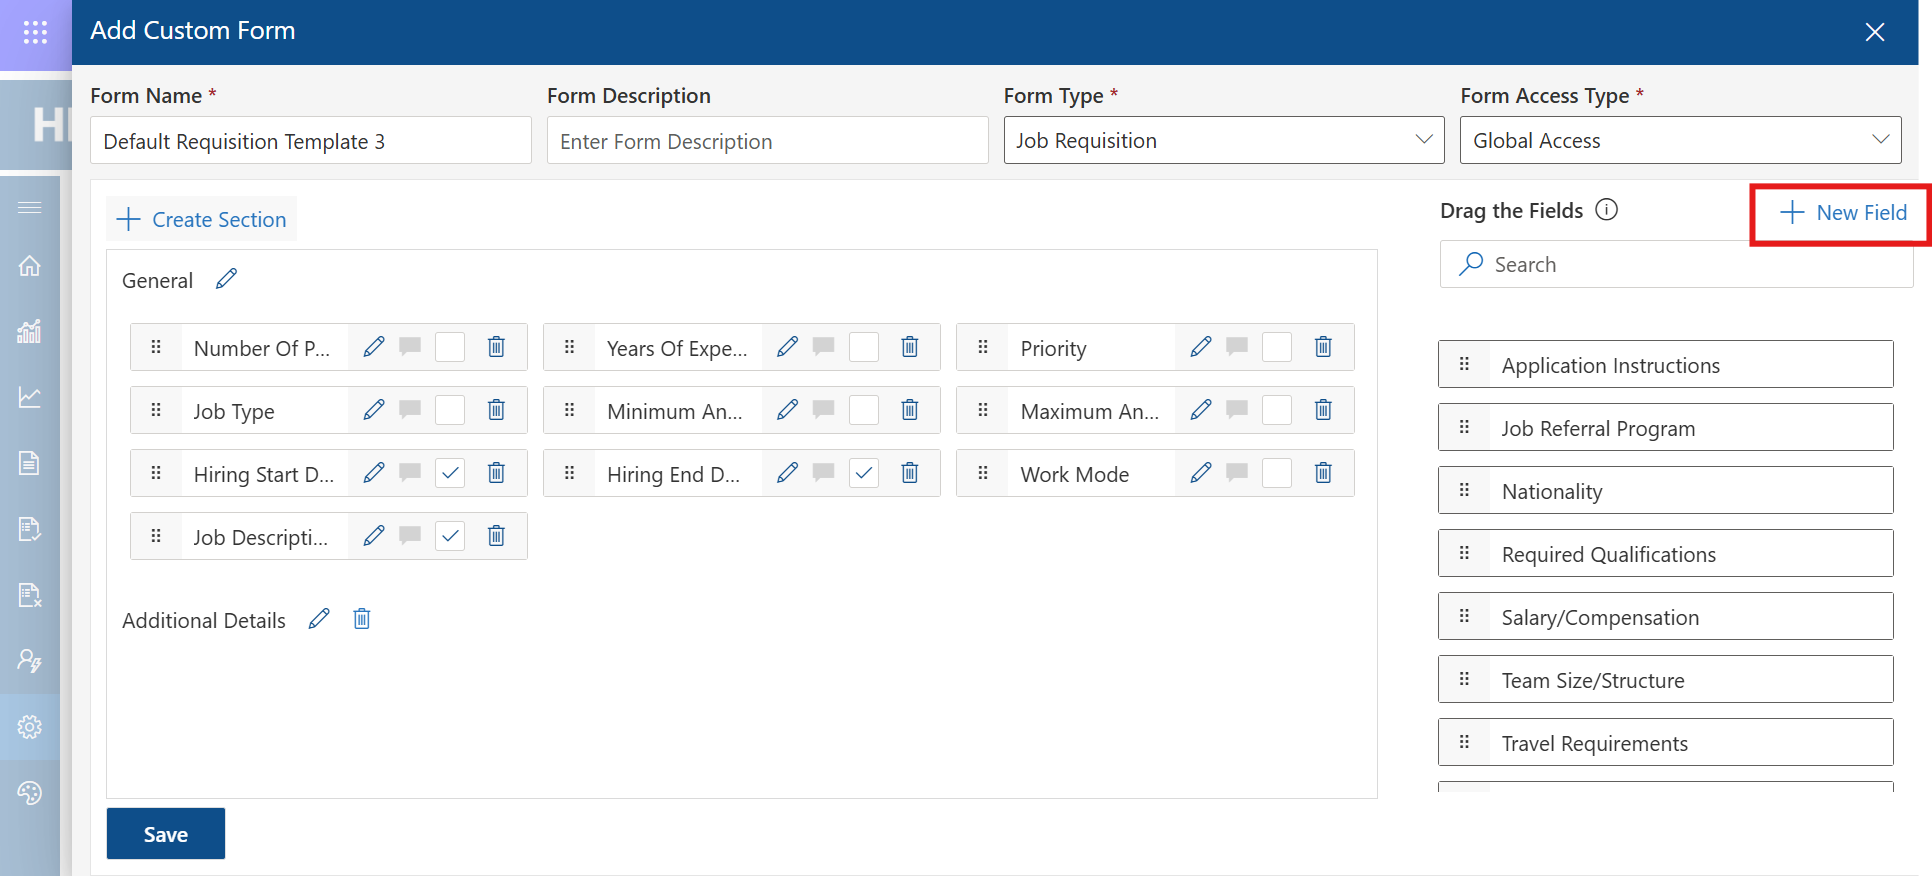 Add Custom Form
Form Name *
Form Description
Form Type *
Form Access Type *
Default Requisition Template 3
Enter Form Description
Job Requisition
Global Access
Create Section
Drag the Fields
New Field
Search
General
Number Of P...
Years Of Expe...
Priority
Job Type
Minimum An...
Maximum An...
Hiring Start D...
Hiring End D...
Work Mode
Job Descripti...
Additional Details
Application Instructions
Job Referral Program
Nationality
Required Qualifications
Salary/Compensation
Team Size/Structure
Travel Requirements
Save